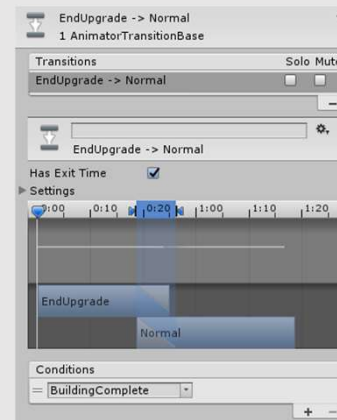 EndUpgrade -> Normal
1 AnimatorTransitionBase
Transitions Solo Mute
EndUpgrade -> Normal
EndUpgrade -> Normal
Has Exit Time
Settings
0:00 0:10 0:20 1:00 1:10 1:20
EndUpgrade
Normal
Conditions
BuildingComplete